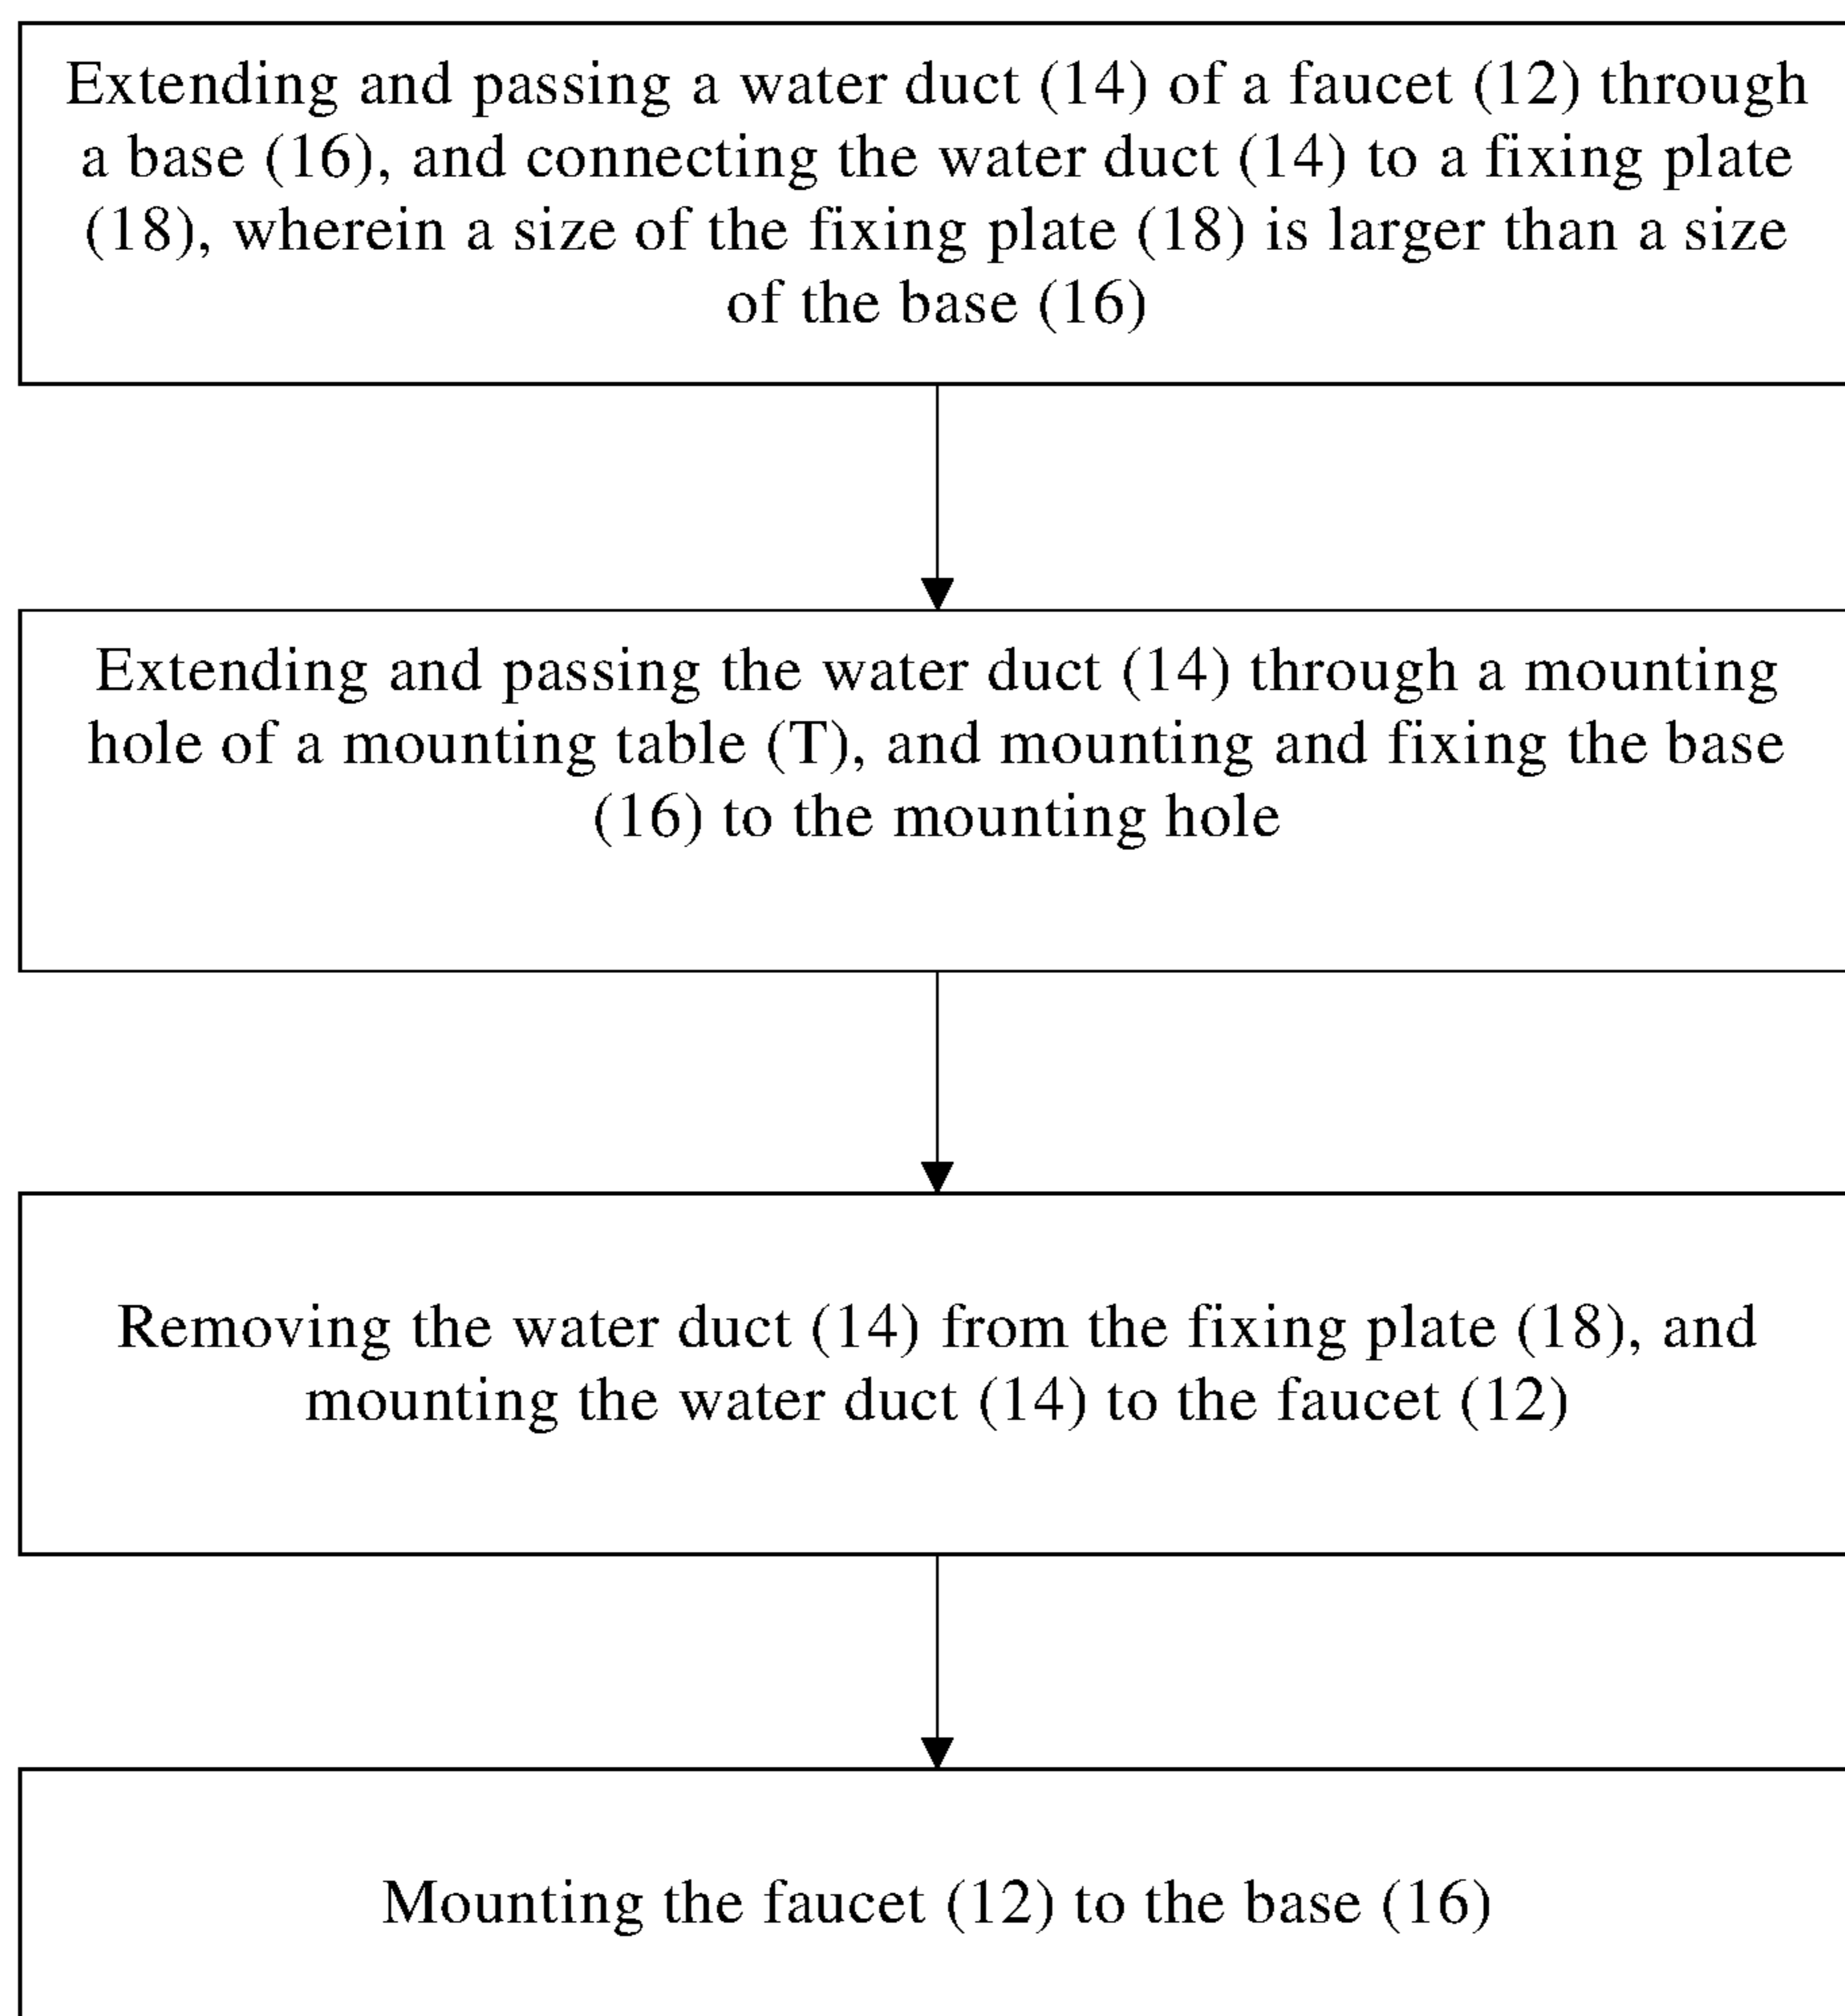 Extending and passing a water duct (14) of a faucet (12) through
a base (16), and connecting the water duct (14) to a fixing plate
(18), wherein a size of the fixing plate (18) is larger than a size
of the base (16)
Extending and passing the water duct (14) through a mounting
hole of a mounting table (T), and mounting and fixing the base
(16) to the mounting hole
Removing the water duct (14) from the fixing plate (18), and
mounting the water duct (14) to the faucet (12)
Mounting the faucet (12) to the base (16)